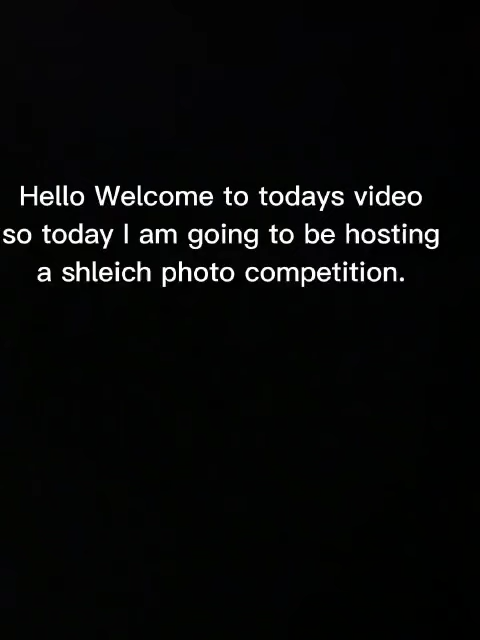 Hello Welcome to todays video
so today I am going to be hosting
a shleich photo competition.